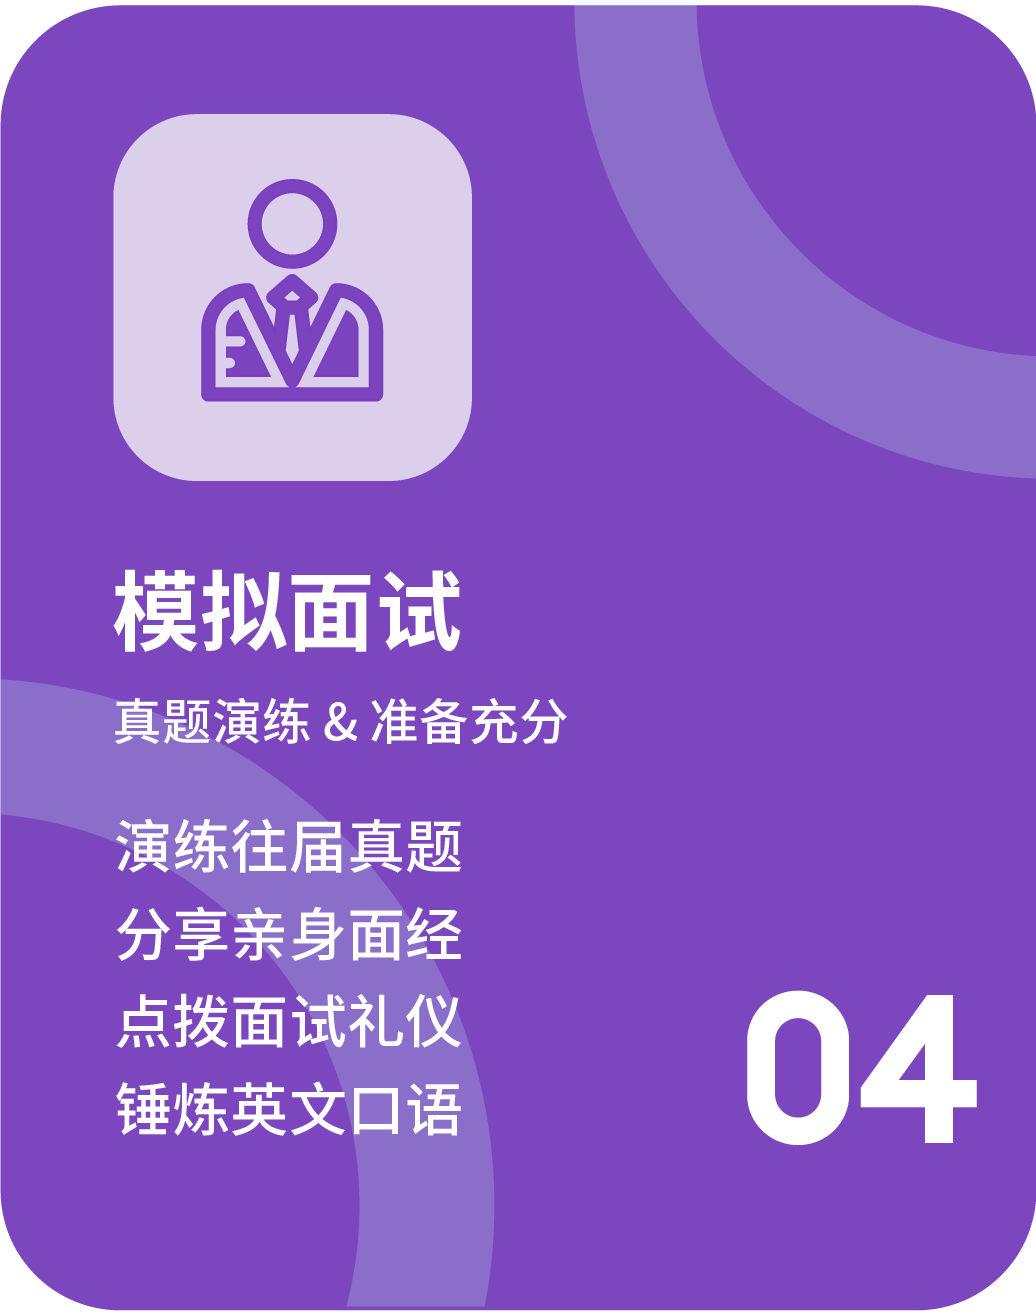 模拟面试
真题演练 & 准备充分
演练往届真题
分享亲身面经
点拨面试礼仪
锤炼英文口语
04